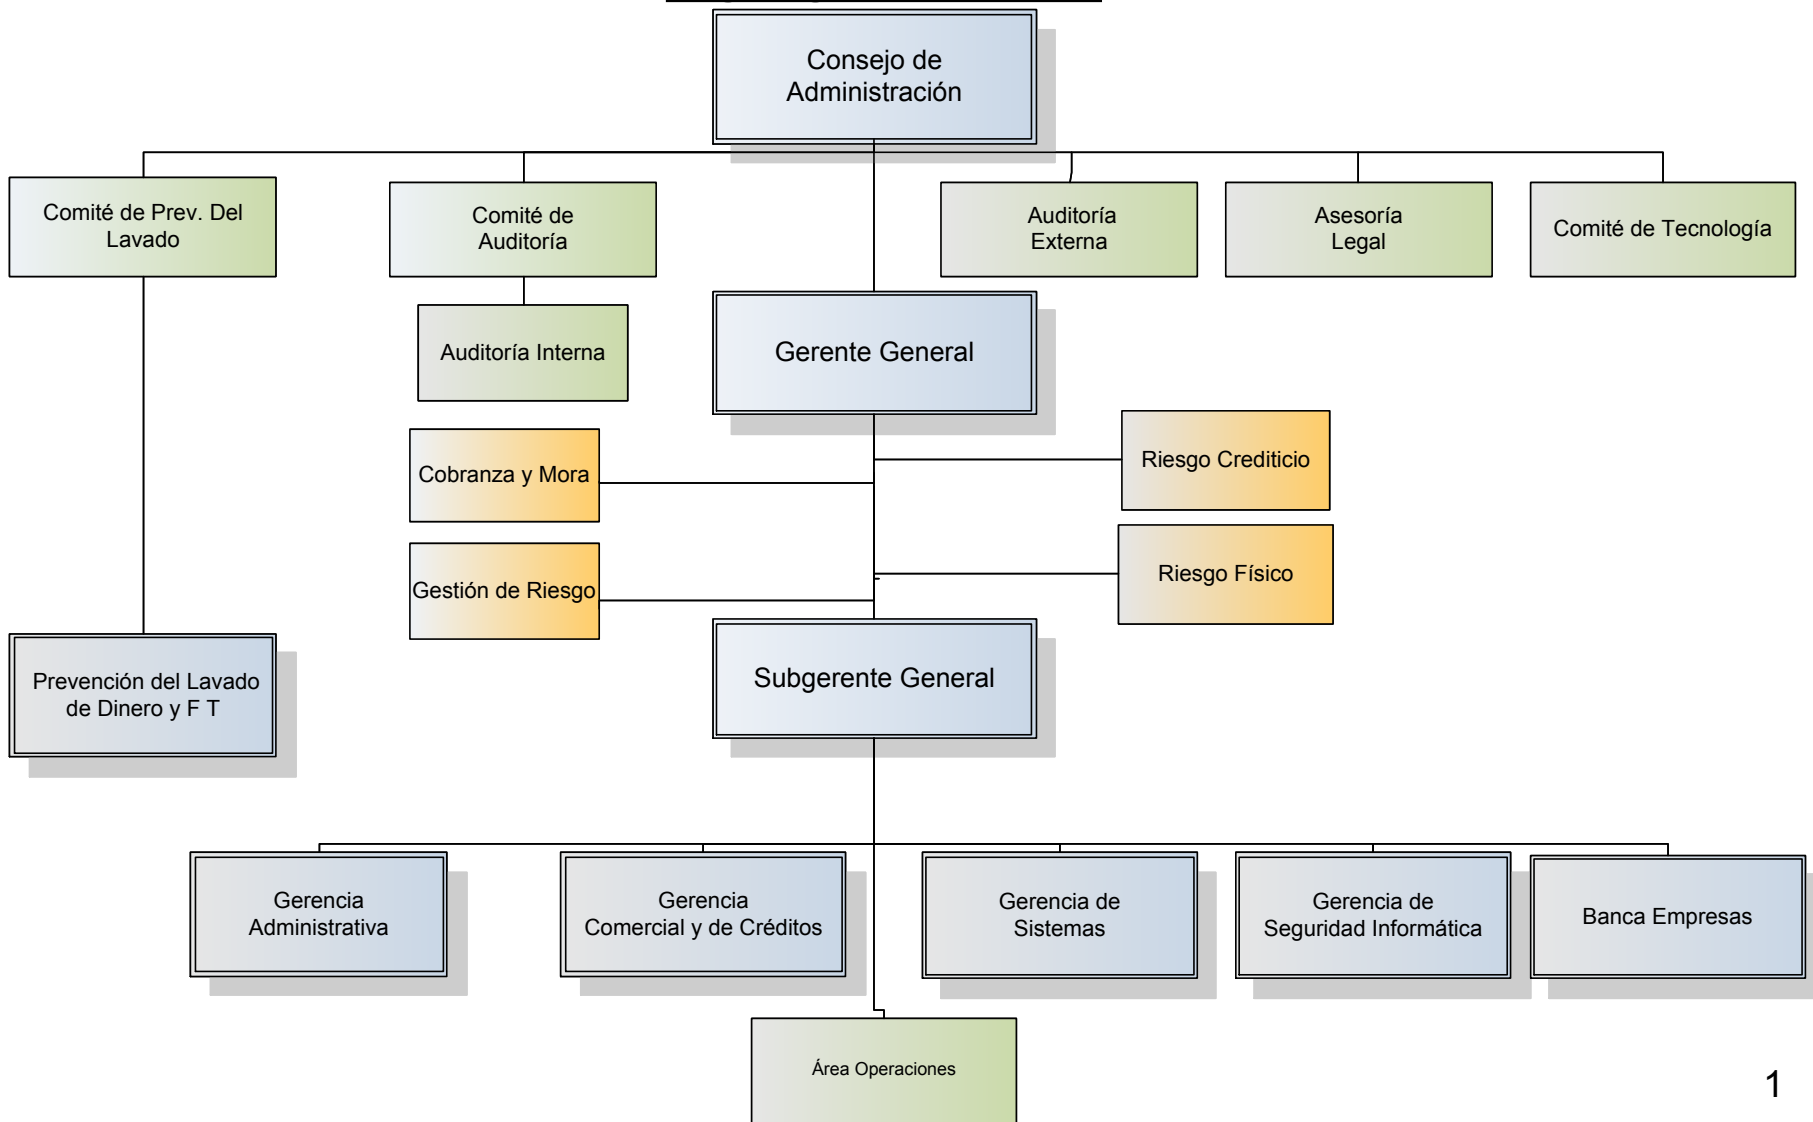 Consejo de
Administración
Comité de Prev. Del
Lavado
Comité de
Auditoría
Auditoría
Externa
Asesoría
Legal
Comité de Tecnología
Auditoría Interna
Gerente General
Cobranza y Mora
Riesgo Crediticio
Gestión de Riesgo
Riesgo Físico
Prevención del Lavado
de Dinero y F T
Subgerente General
Gerencia
Administrativa
Gerencia
Comercial y de Créditos
Gerencia de
Sistemas
Gerencia de
Seguridad Informática
Banca Empresas
Área Operaciones
1